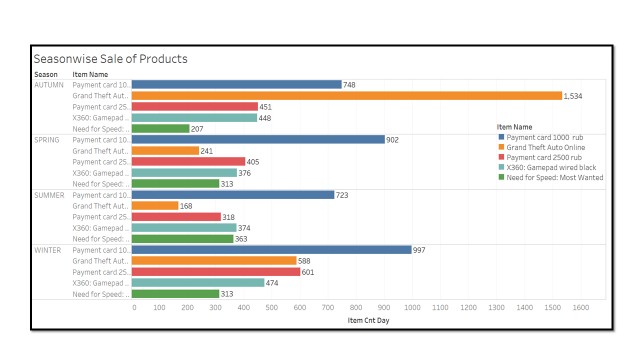 Seasonwise Sale of Products
Season Item Name
AUTUMN Payment card 10.. 748
Grand Theft Aut.. 1,534
Payment card 25.. 451
X360: Gamepad .. 448
Need for Speed: .. 207
SPRING Payment card 10.. 902
Grand Theft Aut.. 241
Payment card 25.. 405
X360: Gamepad .. 376
Need for Speed: .. 313
SUMMER Payment card 10.. 723
Grand Theft Aut.. 168
Payment card 25.. 318
X360: Gamepad .. 374
Need for Speed: .. 363
WINTER Payment card 10.. 997
Grand Theft Aut.. 588
Payment card 25.. 601
X360: Gamepad .. 474
Need for Speed: .. 313
0 100 200 300 400 500 600 700 800 900 1000 1100 1200 1300 1400 1500 1600
Item Cnt Day
Item Name
Payment card 1000 rub
Grand Theft Auto Online
Payment card 2500 rub
X360: Gamepad wired black
Need for Speed: Most Wanted